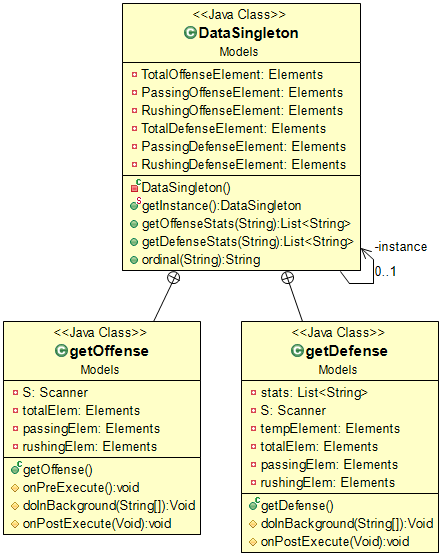 <<Java Class>>
DataSingleton
Models
TotalOffenseElement: Elements
PassingOffenseElement: Elements
RushingOffenseElement: Elements
TotalDefenseElement: Elements
PassingDefenseElement: Elements
RushingDefenseElement: Elements
DataSingleton()
getInstance():DataSingleton
getOffenseStats(String):List<String>
getDefenseStats(String):List<String>
ordinal(String):String
-instance
0..1
<<Java Class>>
getOffense
Models
S: Scanner
totalElem: Elements
passingElem: Elements
rushingElem: Elements
getOffense()
onPreExecute():void
doInBackground(String[]):Void
onPostExecute(Void):void
<<Java Class>>
getDefense
Models
stats: List<String>
S: Scanner
tempElement: Elements
totalElem: Elements
passingElem: Elements
rushingElem: Elements
getDefense()
doInBackground(String[]):Void
onPostExecute(Void):void